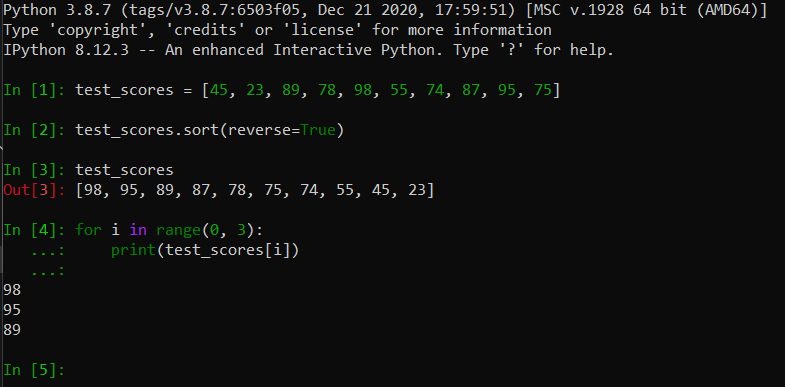 Python 3.8.7 (tags/v3.8.7:6503f05, Dec 21 2020, 17:59:51) [MSC v.1928 64 bit (AMD64)]
Type 'copyright', 'credits' or 'license' for more information
IPython 8.12.3 -- An enhanced Interactive Python. Type '?' for help.
In [1]: test_scores = [45, 23, 89, 78, 98, 55, 74, 87, 95, 75]
In [2]: test_scores.sort(reverse=True)
In [3]: test_scores
Out[3]: [98, 95, 89, 87, 78, 75, 74, 55, 45, 23]
In [4]: for i in range(0, 3):
   ...:     print(test_scores[i])
   ...:
98
95
89
In [5]: